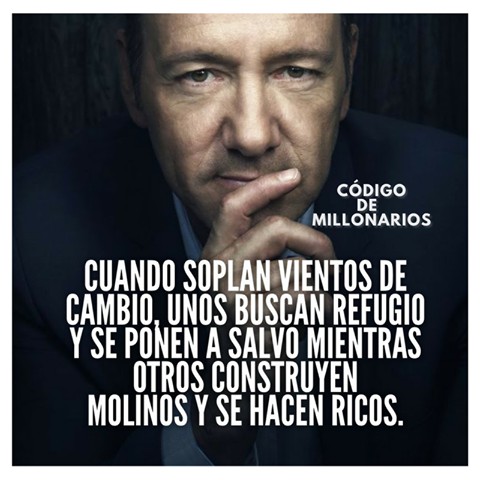 CÓDIGO
DE
MILLONARIOS
CUANDO SOPLAN VIENTOS DE
CAMBIO, UNOS BUSCAN REFUGIO
Y SE PONEN A SALVO MIENTRAS
OTROS CONSTRUYEN
MOLINOS Y SE HACEN RICOS.